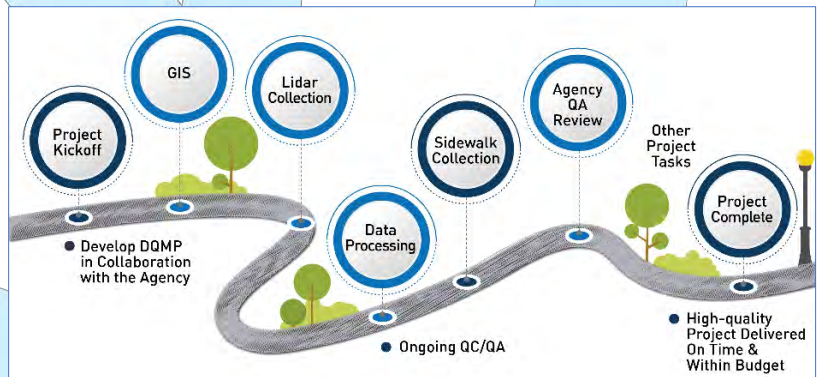 Project
Kickoff
GIS
Lidar
Collection
Develop DQMP
in Collaboration
with the Agency
Data
Processing
Ongoing QC/QA
Sidewalk
Collection
Agency
QA
Review
Other
Project
Tasks
Project
Complete
High-quality
Project Delivered
On Time &
Within Budget